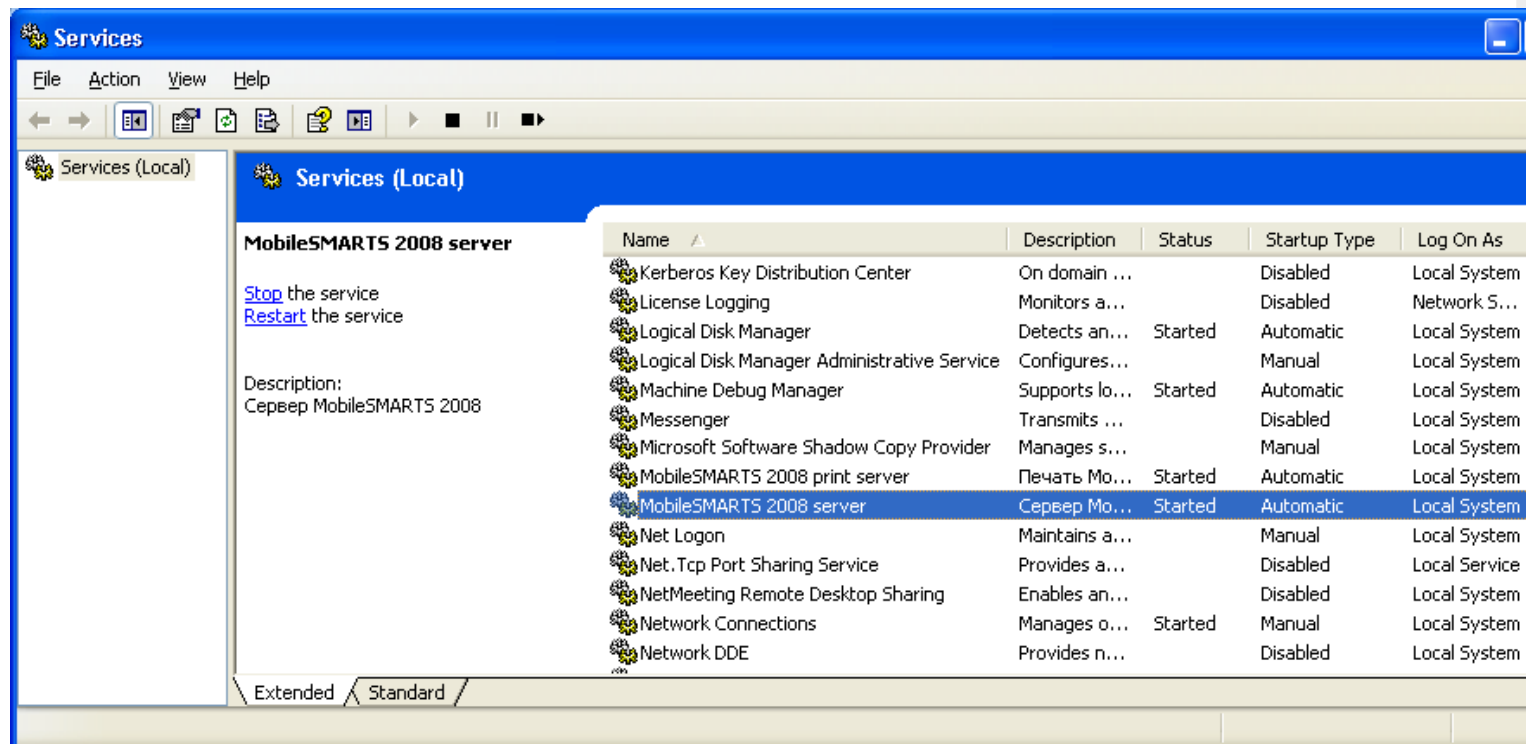 Services
File Action View Help
Services (Local)
Services (Local)
MobileSMARTS 2008 server
Stop the service
Restart the service
Description:
Сервер MobileSMARTS 2008
Name Description Status Startup Type Log On As
Kerberos Key Distribution Center On domain ... Disabled Local System
License Logging Monitors a... Disabled Network S...
Logical Disk Manager Detects an... Started Automatic Local System
Logical Disk Manager Administrative Service Configures... Manual Local System
Machine Debug Manager Supports lo... Started Automatic Local System
Messenger Transmits ... Disabled Local System
Microsoft Software Shadow Copy Provider Manages s... Manual Local System
MobileSMARTS 2008 print server Печать Мо... Started Automatic Local System
MobileSMARTS 2008 server Сервер Мо... Started Automatic Local System
Net Logon Maintains a... Manual Local System
Net.Tcp Port Sharing Service Provides a... Disabled Local Service
NetMeeting Remote Desktop Sharing Enables an... Disabled Local System
Network Connections Manages o... Started Manual Local System
Network DDE Provides n... Disabled Local System
Extended Standard